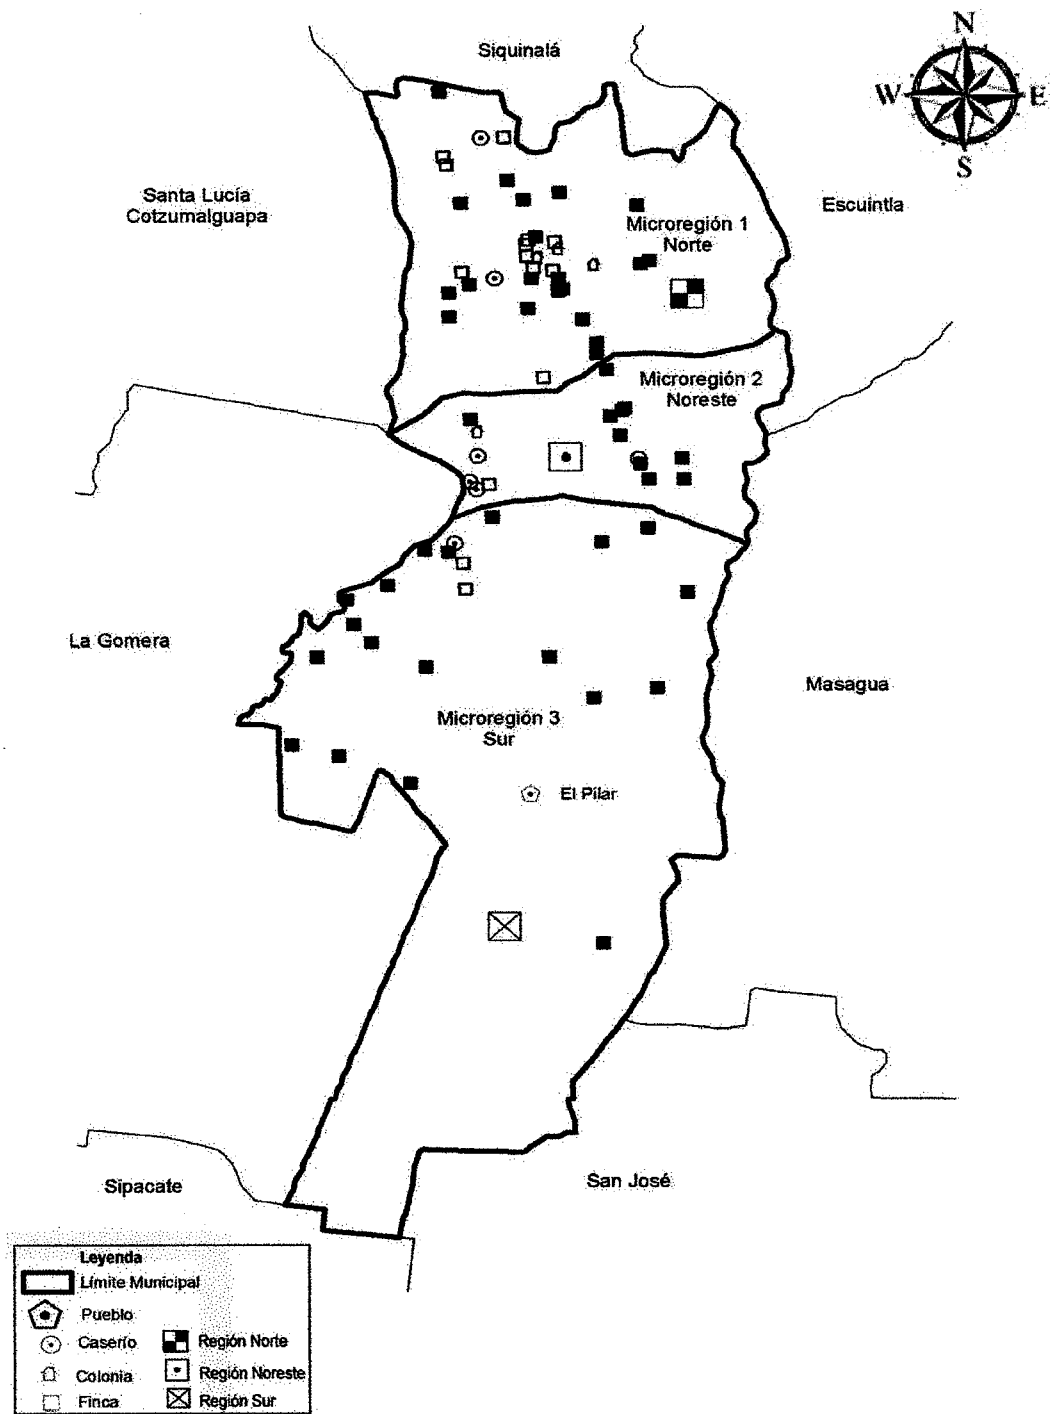 N
Siquinalá
W
E
S
Santa Lucía
Cotzumalguapa
Escuintla
Microregión 1
Norte
Microregión 2
Noreste
La Gomera
Masagua
Microregión 3
Sur
El Pilar
San José
Sipacate
Leyenda
Límite Municipal
Pueblo
Caserío
Región Norte
Colonia
Región Noreste
Finca
Región Sur